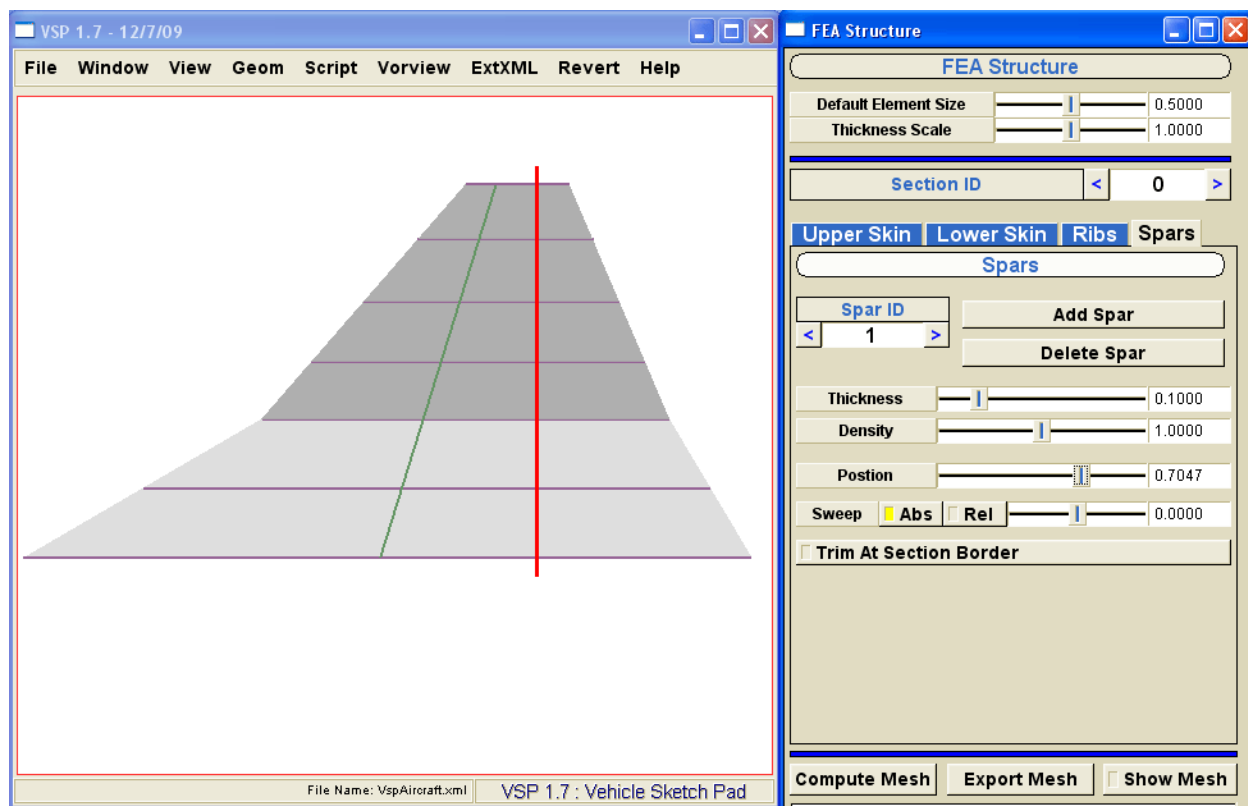 VSP 1.7 - 12/7/09
File Window View Geom Script Vorview ExtXML Revert Help
File Name: VspAircraft.xml
VSP 1.7 : Vehicle Sketch Pad
FEA Structure
FEA Structure
Default Element Size 0.5000
Thickness Scale 1.0000
Section ID < 0 >
Upper Skin Lower Skin Ribs Spars
Spars
Spar ID
< 1 >
Add Spar
Delete Spar
Thickness 0.1000
Density 1.0000
Postion 0.7047
Sweep Abs Rel 0.0000
Trim At Section Border
Compute Mesh Export Mesh Show Mesh